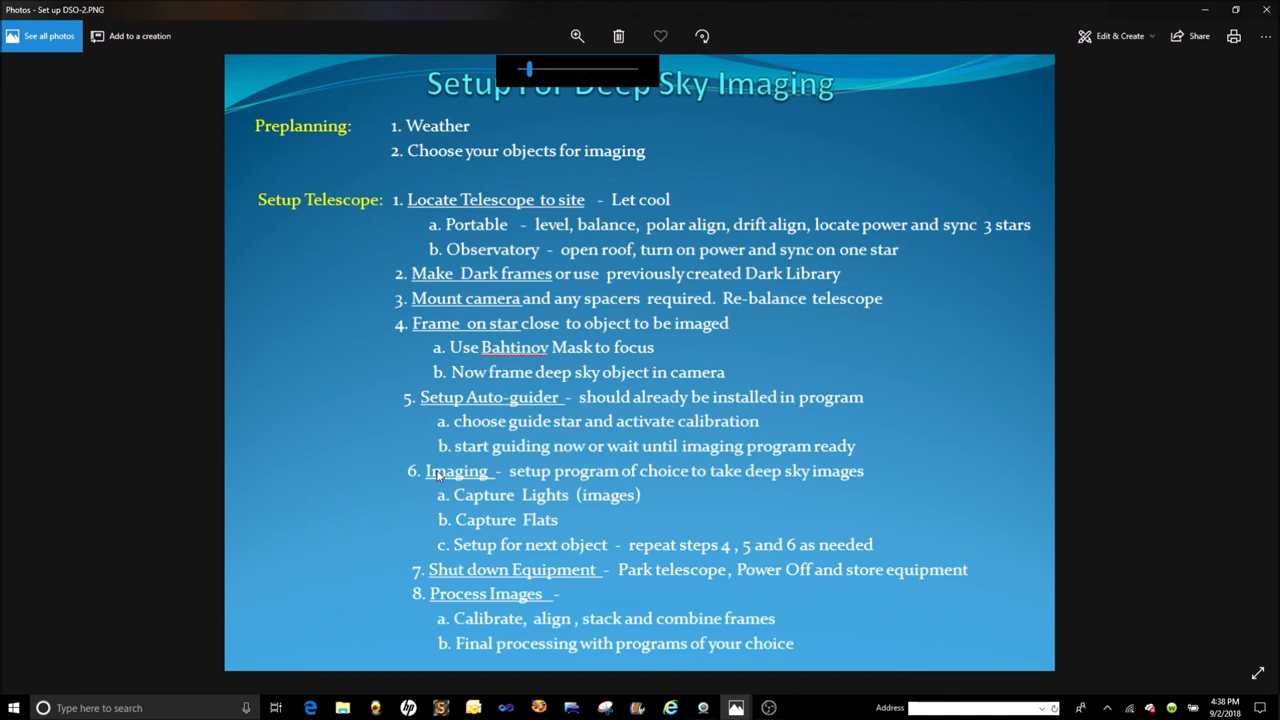 Photos - Set up DSO-2.PNG
See all photos
Add to a creation
Edit & Create
Share
Setup For Deep Sky Imaging
Preplanning: 1. Weather
2. Choose your objects for imaging
Setup Telescope: 1. Locate Telescope to site - Let cool
a. Portable - level, balance, polar align, drift align, locate power and sync 3 stars
b. Observatory - open roof, turn on power and sync on one star
2. Make Dark frames or use previously created Dark Library
3. Mount camera and any spacers required. Re-balance telescope
4. Frame on star close to object to be imaged
a. Use Bahtinov Mask to focus
b. Now frame deep sky object in camera
5. Setup Auto-guider - should already be installed in program
a. choose guide star and activate calibration
b. start guiding now or wait until imaging program ready
6. Imaging - setup program of choice to take deep sky images
a. Capture Lights (images)
b. Capture Flats
c. Setup for next object - repeat steps 4 , 5 and 6 as needed
7. Shut down Equipment - Park telescope , Power Off and store equipment
8. Process Images -
a. Calibrate, align , stack and combine frames
b. Final processing with programs of your choice
Type here to search
Address
4:38 PM
9/2/2018